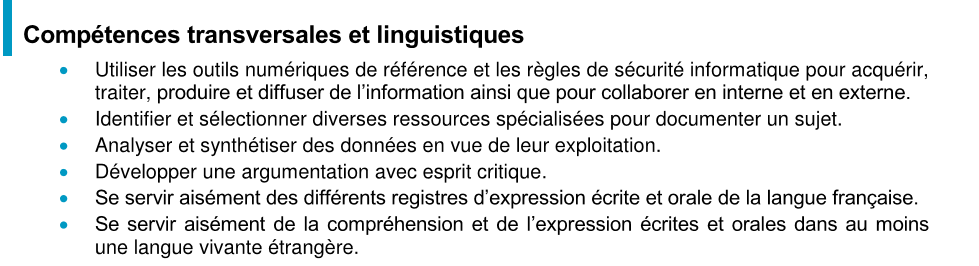 Compétences transversales et linguistiques
• Utiliser les outils numériques de référence et les règles de sécurité informatique pour acquérir,
traiter, produire et diffuser de l’information ainsi que pour collaborer en interne et en externe.
• Identifier et sélectionner diverses ressources spécialisées pour documenter un sujet.
• Analyser et synthétiser des données en vue de leur exploitation.
• Développer une argumentation avec esprit critique.
• Se servir aisément des différents registres d’expression écrite et orale de la langue française.
• Se servir aisément de la compréhension et de l’expression écrites et orales dans au moins
une langue vivante étrangère.